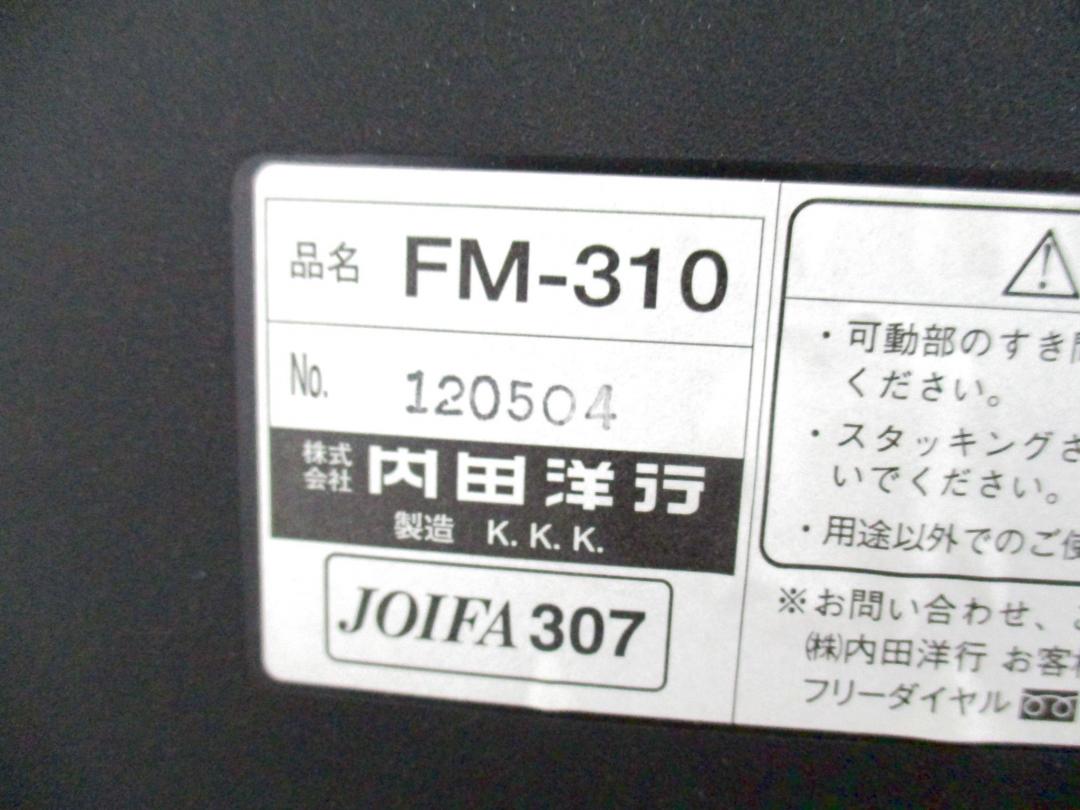 品名 FM-310
No. 120504
株式会社 内田洋行
製造 K. K. K.
JOIFA 307
・可動部のすき
ください。
・スタッキング
いでください。
・用途以外でのご
※お問い合わせ、
㈱内田洋行 お客
フリーダイヤル